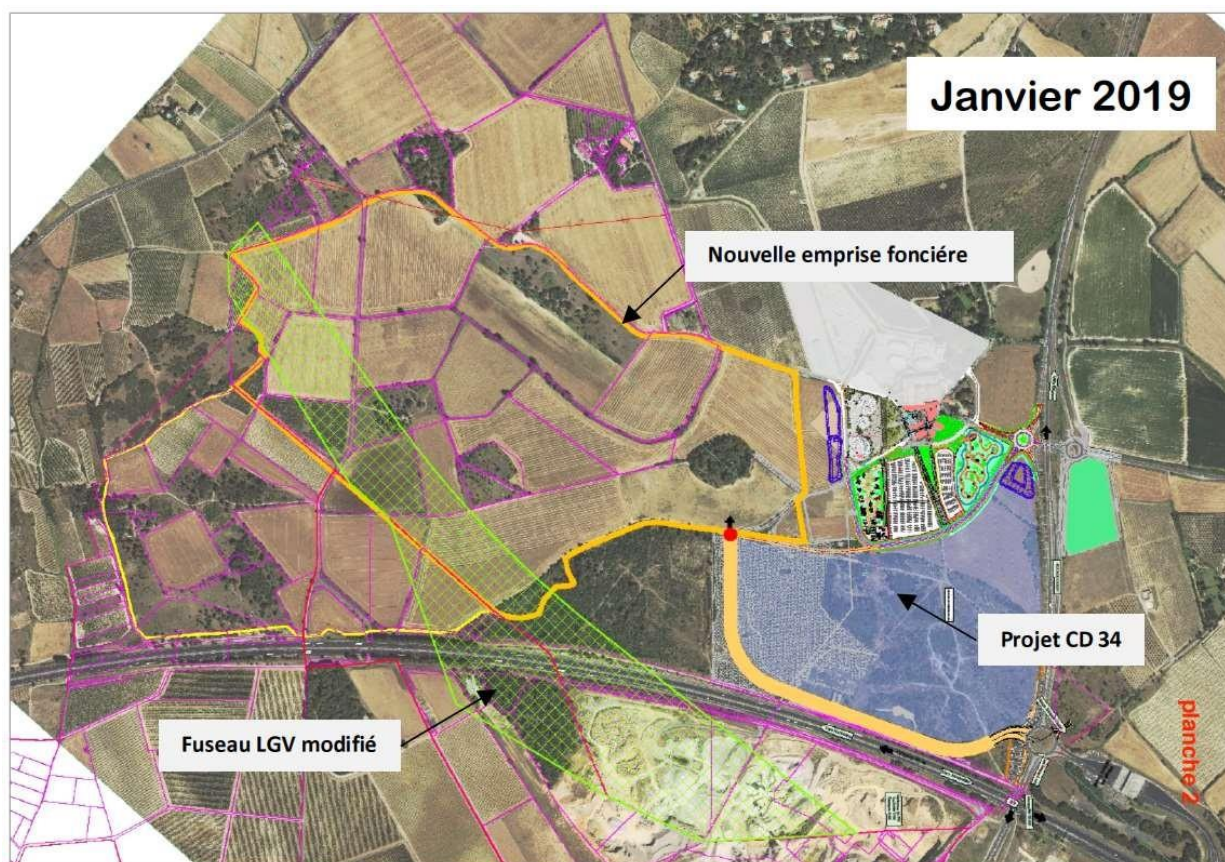 Janvier 2019
Nouvelle emprise fonciére
Projet CD 34
Fuseau LGV modifié
planche 2